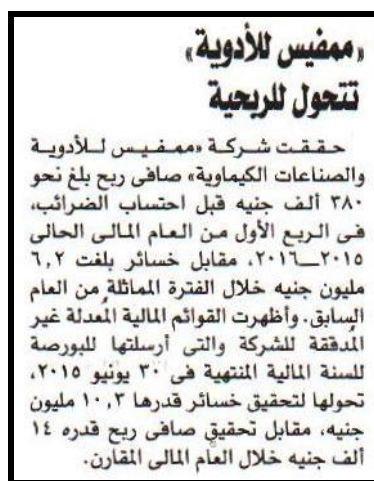 «ممفيس للأدوية»
تتحول للربحية
حققت شركة «ممفيس للأدوية
والصناعات الكيماوية» صافى ربح بلغ نحو
٣٨٠ ألف جنيه قبل احتساب الضرائب،
فى الربع الأول من العام المالى الحالى
٢٠١٥ــ٢٠١٦، مقابل خسائر بلغت ٦,٢
مليون جنيه خلال الفترة المماثلة من العام
السابق. وأظهرت القوائم المالية المعدلة غير
المُدققة للشركة والتى أرسلتها للبورصة
للسنة المالية المنتهية فى ٣٠ يونيو ٢٠١٥،
تحولها لتحقيق خسائر قدرها ١٠,٣ مليون
جنيه، مقابل تحقيق صافى ربح قدره ١٤
ألف جنيه خلال العام المالى المقارن.